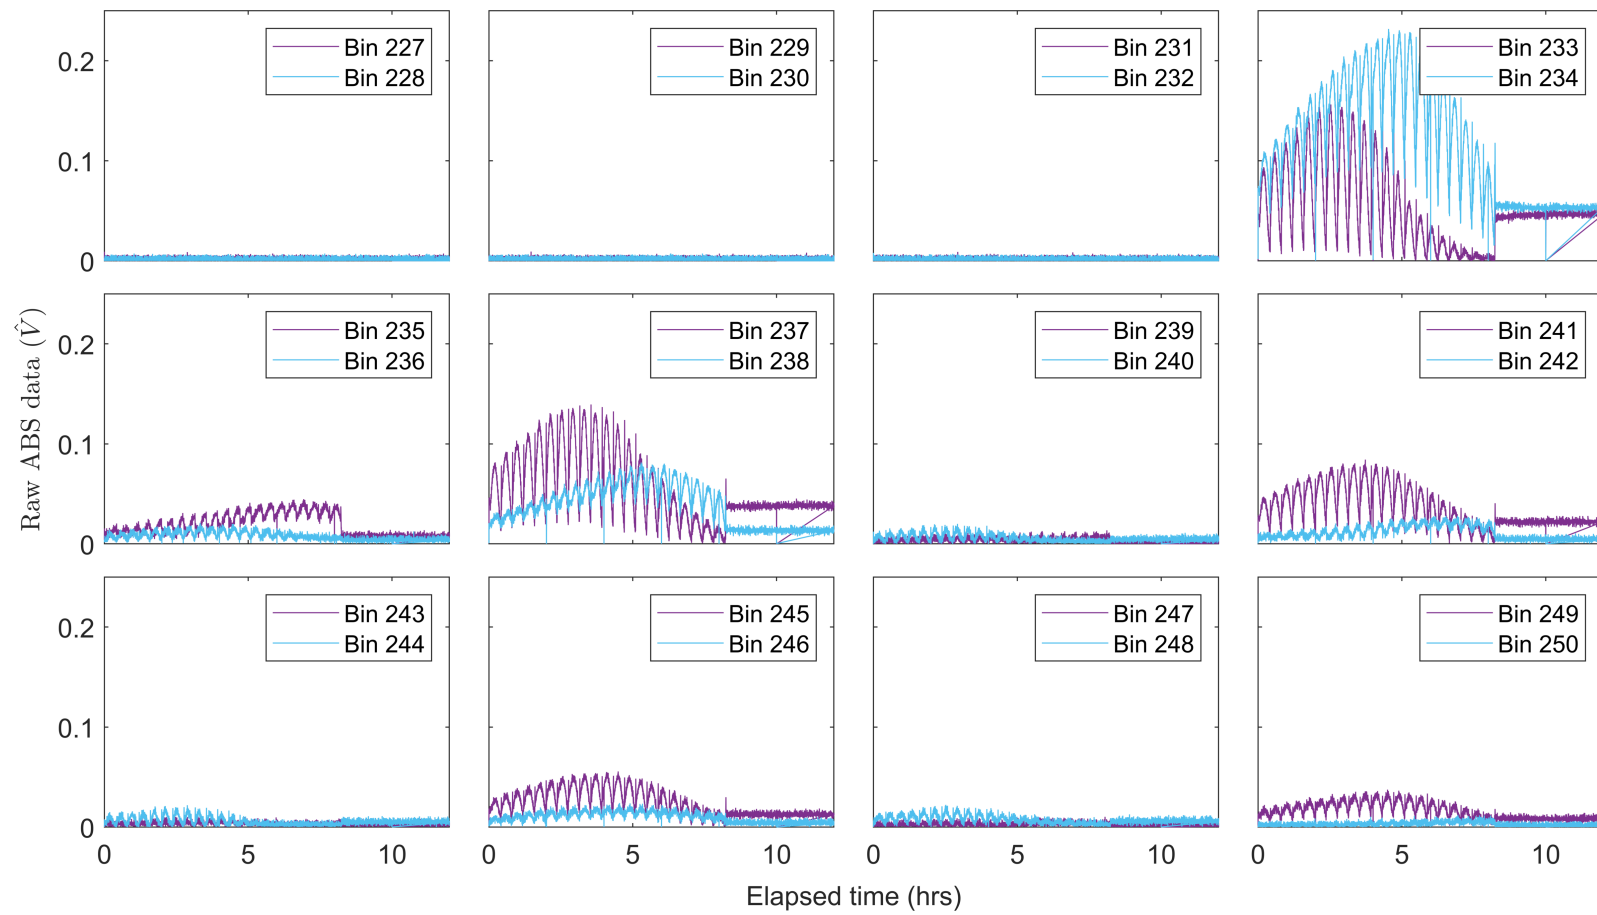 Bin 227
Bin 228
Bin 229
Bin 230
Bin 231
Bin 232
Bin 233
Bin 234
0.2
0.1
0
Bin 235
Bin 236
Bin 237
Bin 238
Bin 239
Bin 240
Bin 241
Bin 242
0.2
0.1
0
Raw ABS data (V̂)
Bin 243
Bin 244
Bin 245
Bin 246
Bin 247
Bin 248
Bin 249
Bin 250
0.2
0.1
0
0 5 10
0 5 10
0 5 10
0 5 10
Elapsed time (hrs)